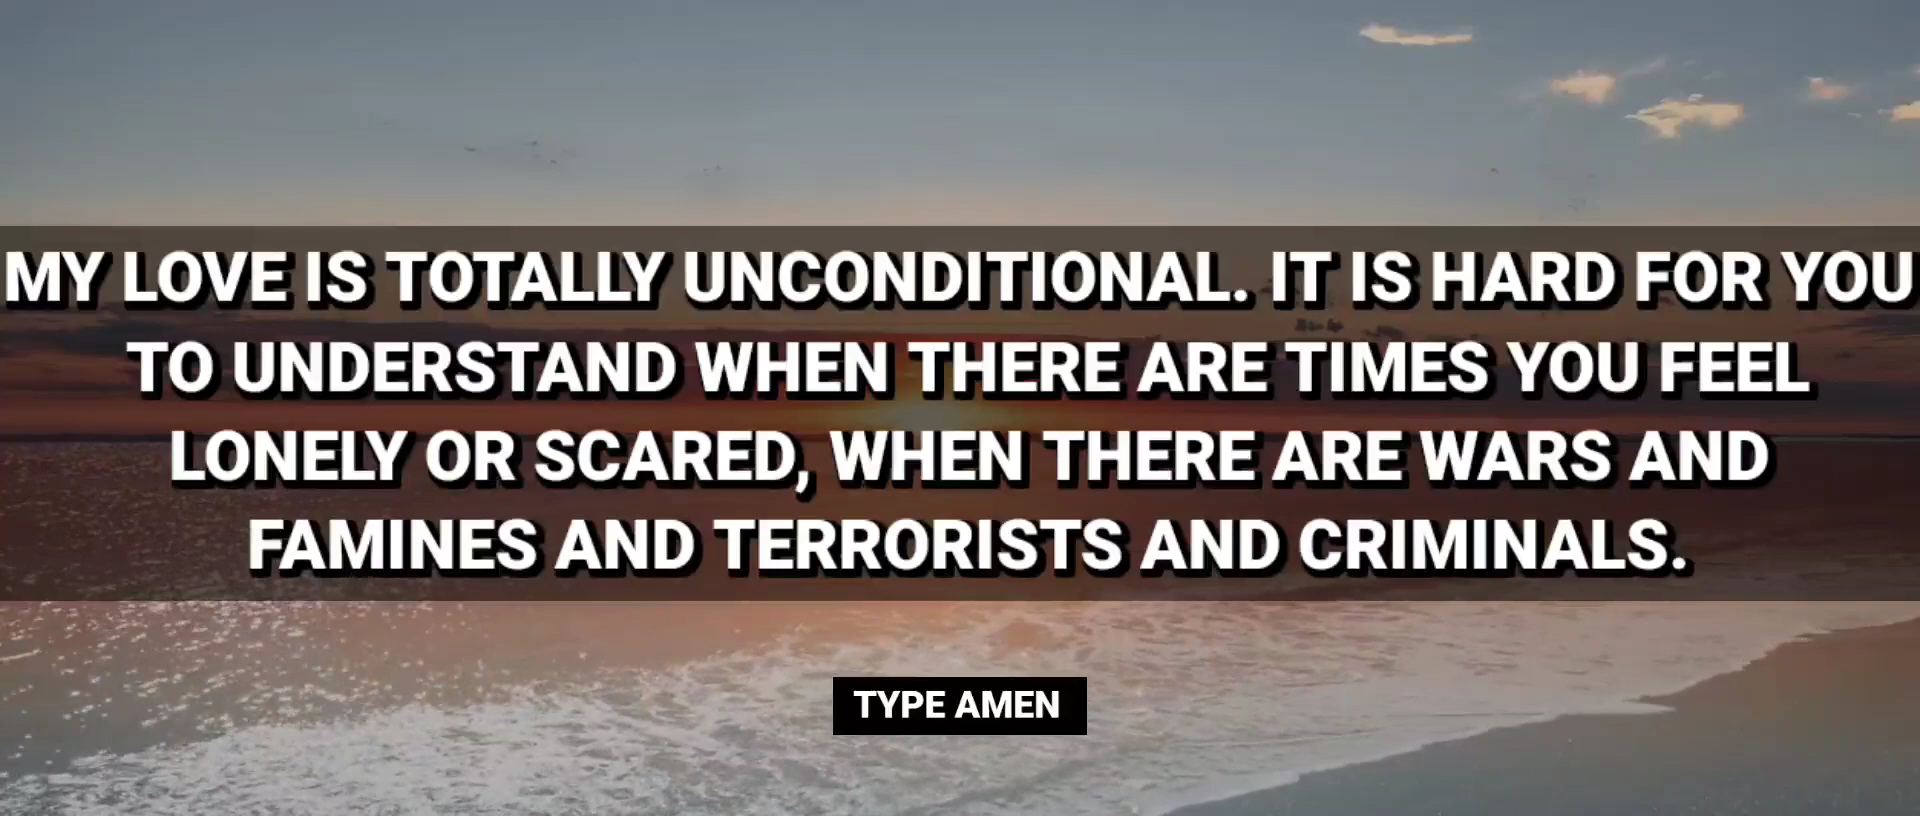 MY LOVE IS TOTALLY UNCONDITIONAL. IT IS HARD FOR YOU
TO UNDERSTAND WHEN THERE ARE TIMES YOU FEEL
LONELY OR SCARED, WHEN THERE ARE WARS AND
FAMINES AND TERRORISTS AND CRIMINALS.
TYPE AMEN